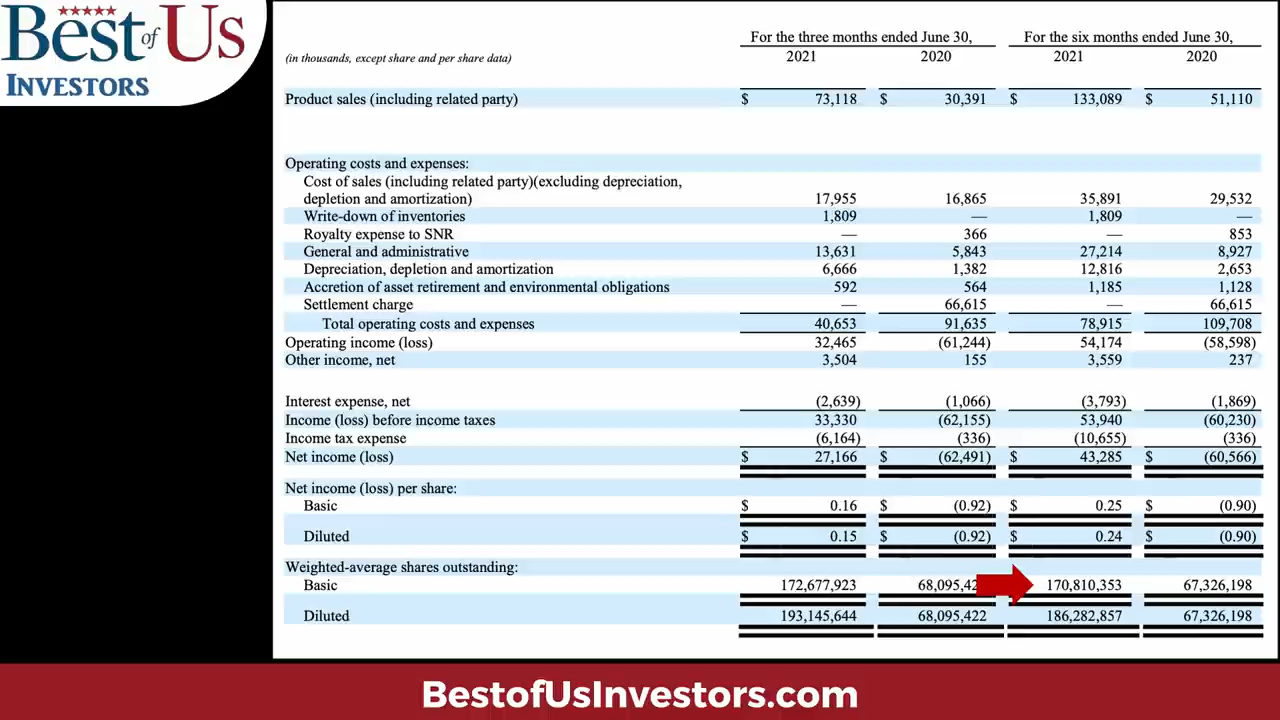 Best of Us
INVESTORS
For the three months ended June 30, For the six months ended June 30,
(in thousands, except share and per share data) 2021 2020 2021 2020
Product sales (including related party) $ 73,118 $ 30,391 $ 133,089 $ 51,110
Operating costs and expenses:
Cost of sales (including related party)(excluding depreciation,
depletion and amortization) 17,955 16,865 35,891 29,532
Write-down of inventories 1,809 — 1,809 —
Royalty expense to SNR — 366 — 853
General and administrative 13,631 5,843 27,214 8,927
Depreciation, depletion and amortization 6,666 1,382 12,816 2,653
Accretion of asset retirement and environmental obligations 592 564 1,185 1,128
Settlement charge — 66,615 — 66,615
Total operating costs and expenses 40,653 91,635 78,915 109,708
Operating income (loss) 32,465 (61,244) 54,174 (58,598)
Other income, net 3,504 155 3,559 237
Interest expense, net (2,639) (1,066) (3,793) (1,869)
Income (loss) before income taxes 33,330 (62,155) 53,940 (60,230)
Income tax expense (6,164) (336) (10,655) (336)
Net income (loss) $ 27,166 $ (62,491) $ 43,285 $ (60,566)
Net income (loss) per share:
Basic $ 0.16 $ (0.92) $ 0.25 $ (0.90)
Diluted $ 0.15 $ (0.92) $ 0.24 $ (0.90)
Weighted-average shares outstanding:
Basic 172,677,923 170,810,353 67,326,198
Diluted 193,145,644 68,095,422 186,282,857 67,326,198
BestofUsInvestors.com